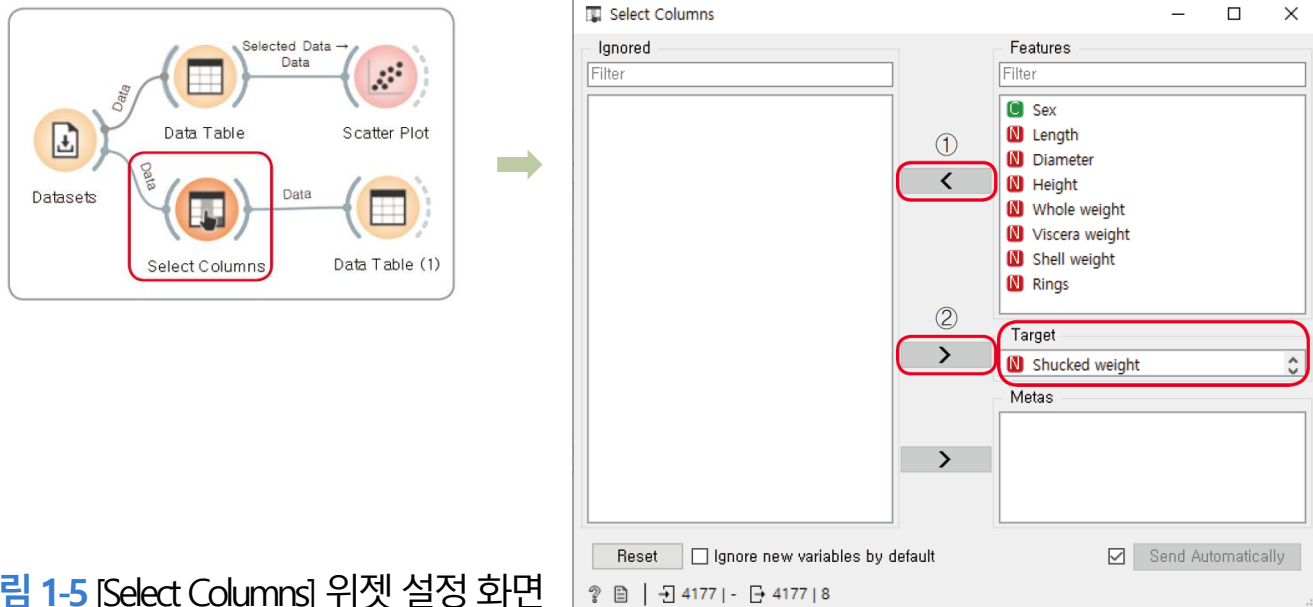 Selected Data →
Data
Data
Data Table
Scatter Plot
Datasets
Data
Data
Select Columns
Data Table (1)
Select Columns
Ignored
Filter
①
②
Features
Filter
C Sex
N Length
N Diameter
N Height
N Whole weight
N Viscera weight
N Shell weight
N Rings
Target
N Shucked weight
Metas
Reset
Ignore new variables by default
Send Automatically
4177 | - 4177 | 8
림 1-5 [Select Columns] 위젯 설정 화면